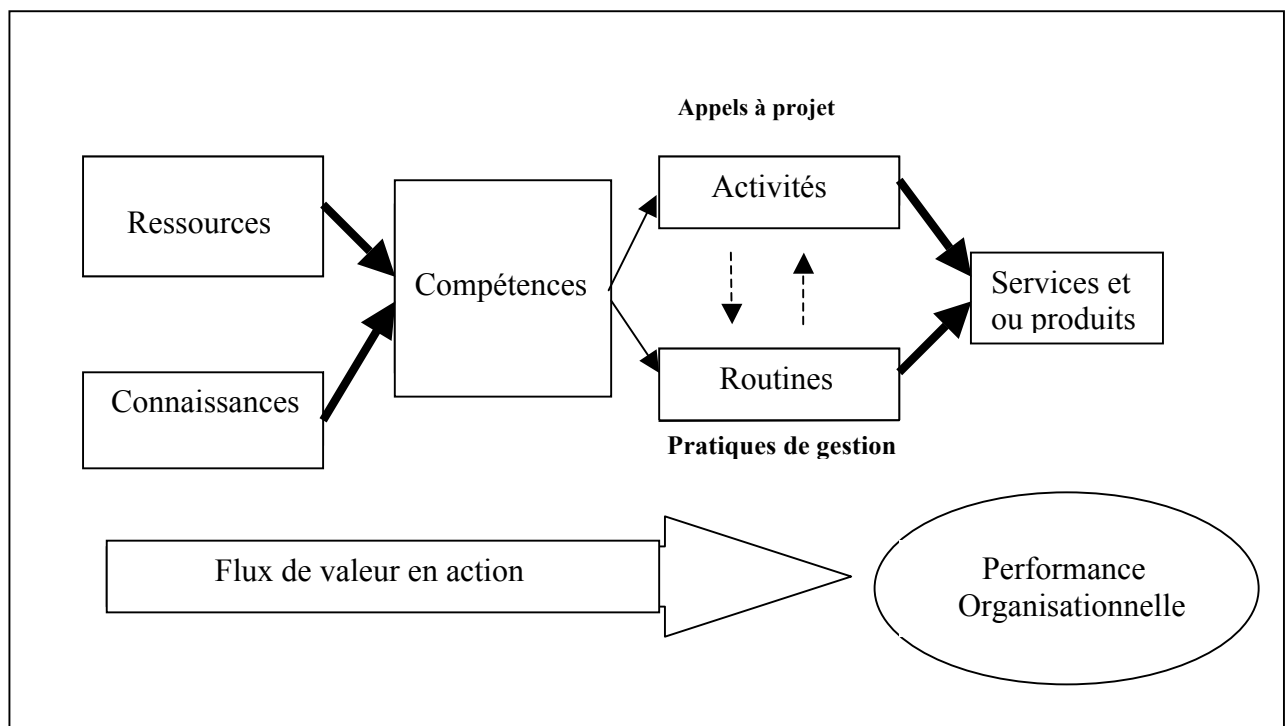 Appels à projet
Ressources
Activités
Compétences
Services et
ou produits
Connaissances
Routines
Pratiques de gestion
Flux de valeur en action
Performance
Organisationnelle